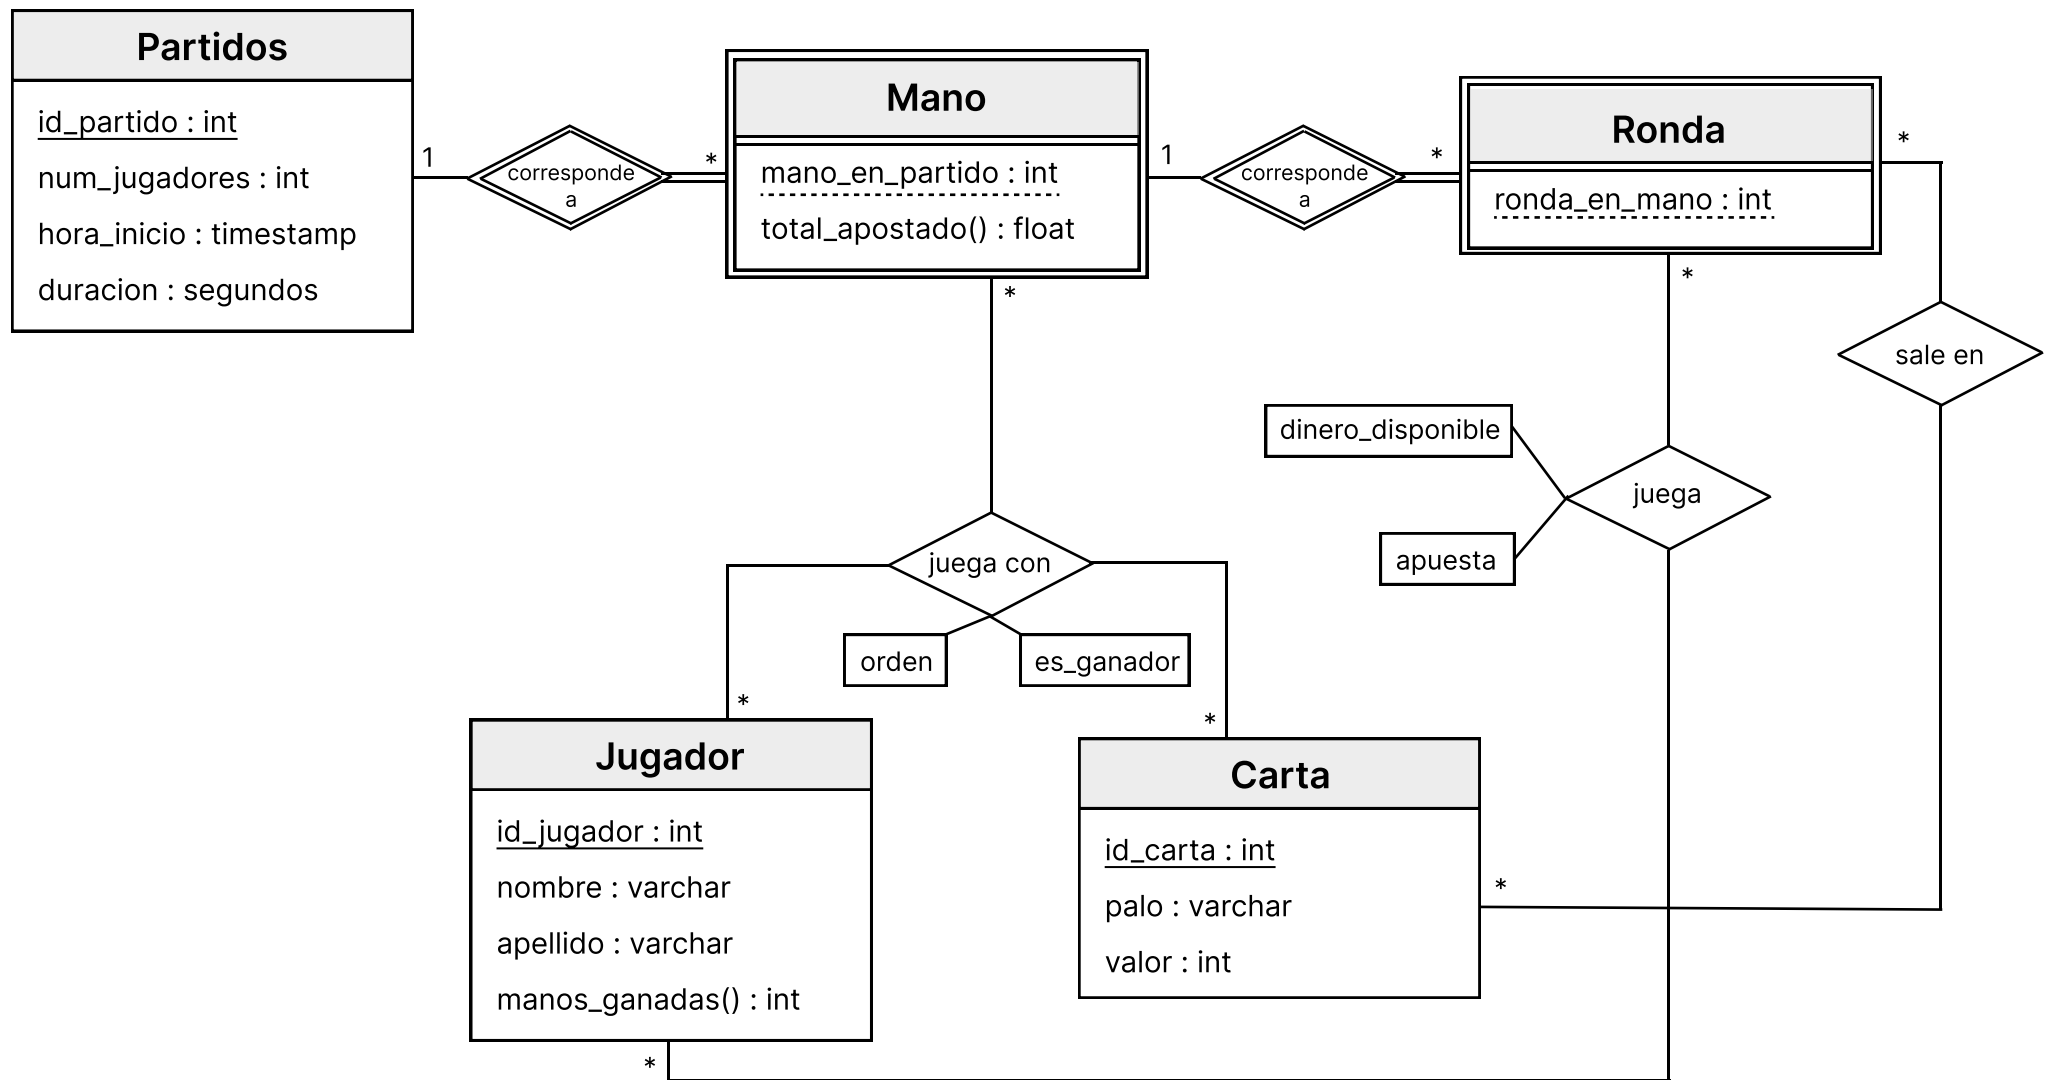 Partidos
id_partido : int
num_jugadores : int
hora_inicio : timestamp
duracion : segundos
1
corresponde
a
*
Mano
mano_en_partido : int
total_apostado() : float
1
corresponde
a
*
Ronda
ronda_en_mano : int
*
*
*
sale en
dinero_disponible
juega
apuesta
juega con
orden
es_ganador
*
*
Jugador
id_jugador : int
nombre : varchar
apellido : varchar
manos_ganadas() : int
*
Carta
id_carta : int
palo : varchar
valor : int
*